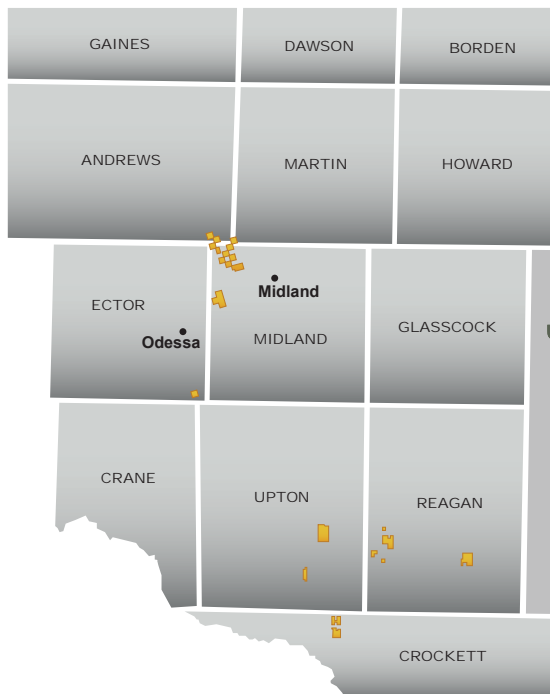 GAINES
DAWSON
BORDEN
ANDREWS
MARTIN
HOWARD
Midland
ECTOR
GLASSCOCK
Odessa
MIDLAND
CRANE
UPTON
REAGAN
CROCKETT